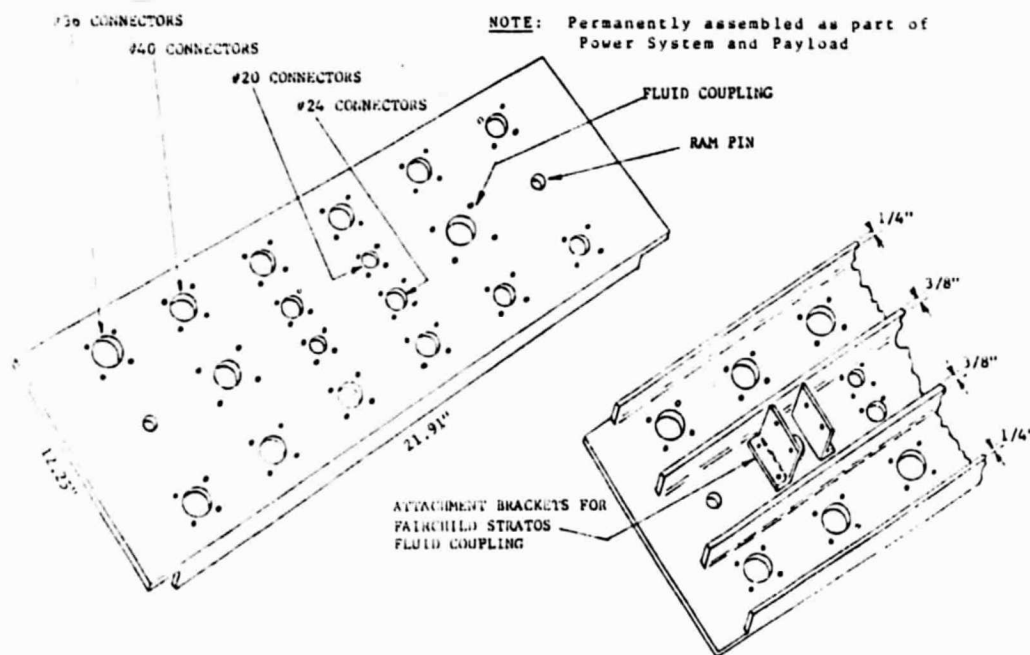 #36 CONNECTORS
#40 CONNECTORS
#20 CONNECTORS
#24 CONNECTORS
NOTE: Permanently assembled as part of
Power System and Payload
FLUID COUPLING
RAM PIN
1/4"
3/8"
3/8"
1/4"
12.25"
21.91"
ATTACHMENT BRACKETS FOR
FAIRCHILD STRATOS
FLUID COUPLING